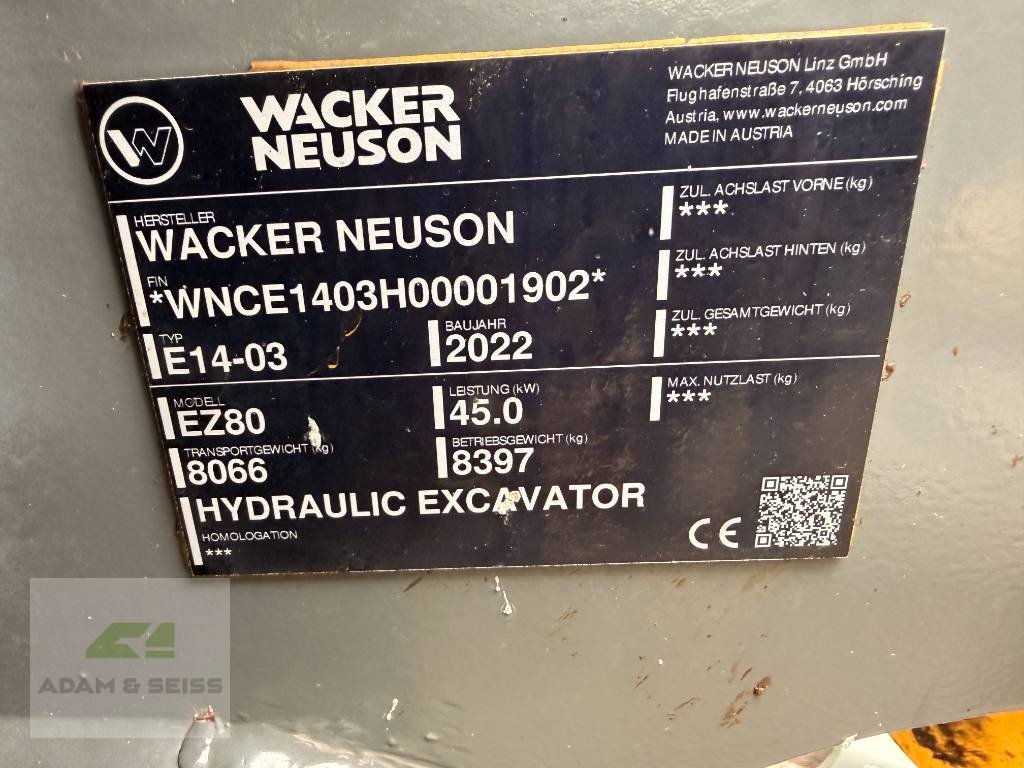 W
WACKER
NEUSON
WACKER NEUSON Linz GmbH
Flughafenstraße 7, 4063 Hörsching
Austria, www.wackerneuson.com
MADE IN AUSTRIA
HERSTELLER
WACKER NEUSON
FIN
*WNCE1403H00001902*
TYP
E14-03
BAUJAHR
2022
MODELL
EZ80
LEISTUNG (kW)
45.0
TRANSPORTGEWICHT (kg)
8066
BETRIEBSGEWICHT (kg)
8397
HYDRAULIC EXCAVATOR
HOMOLOGATION
***
ZUL. ACHSLAST VORNE (kg)
***
ZUL. ACHSLAST HINTEN (kg)
***
ZUL. GESAMTGEWICHT (kg)
***
MAX. NUTZLAST (kg)
***
CE
ADAM & SEISS